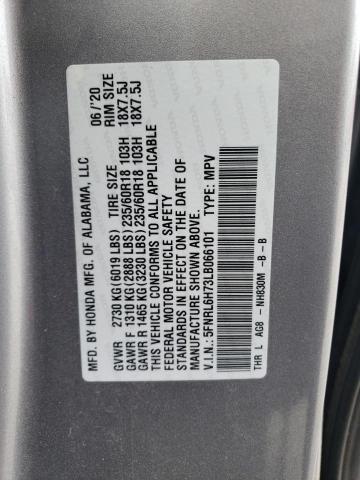 MFD. BY HONDA MFG. OF ALABAMA, LLC 06/'20
TIRE SIZE RIM SIZE
GVWR 2730 KG(6019 LBS)
GAWR F 1310 KG(2888 LBS) 235/60R18 103H 18X7.5J
GAWR R 1465 KG(3230 LBS) 235/60R18 103H 18X7.5J
THIS VEHICLE CONFORMS TO ALL APPLICABLE
FEDERAL MOTOR VEHICLE SAFETY
STANDARDS IN EFFECT ON THE DATE OF
MANUFACTURE SHOWN ABOVE.
V.I.N.: 5FNRL6H73LB066101 TYPE: MPV
THR L AG8 - NH830M -B - B